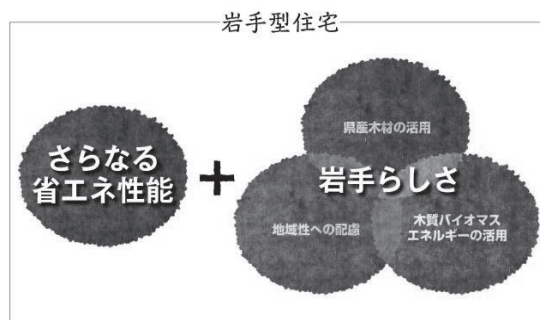 岩手型住宅
さらなる
省エネ性能
+
県産木材の活用
岩手らしさ
地域性への配慮
木質バイオマス
エネルギーの活用